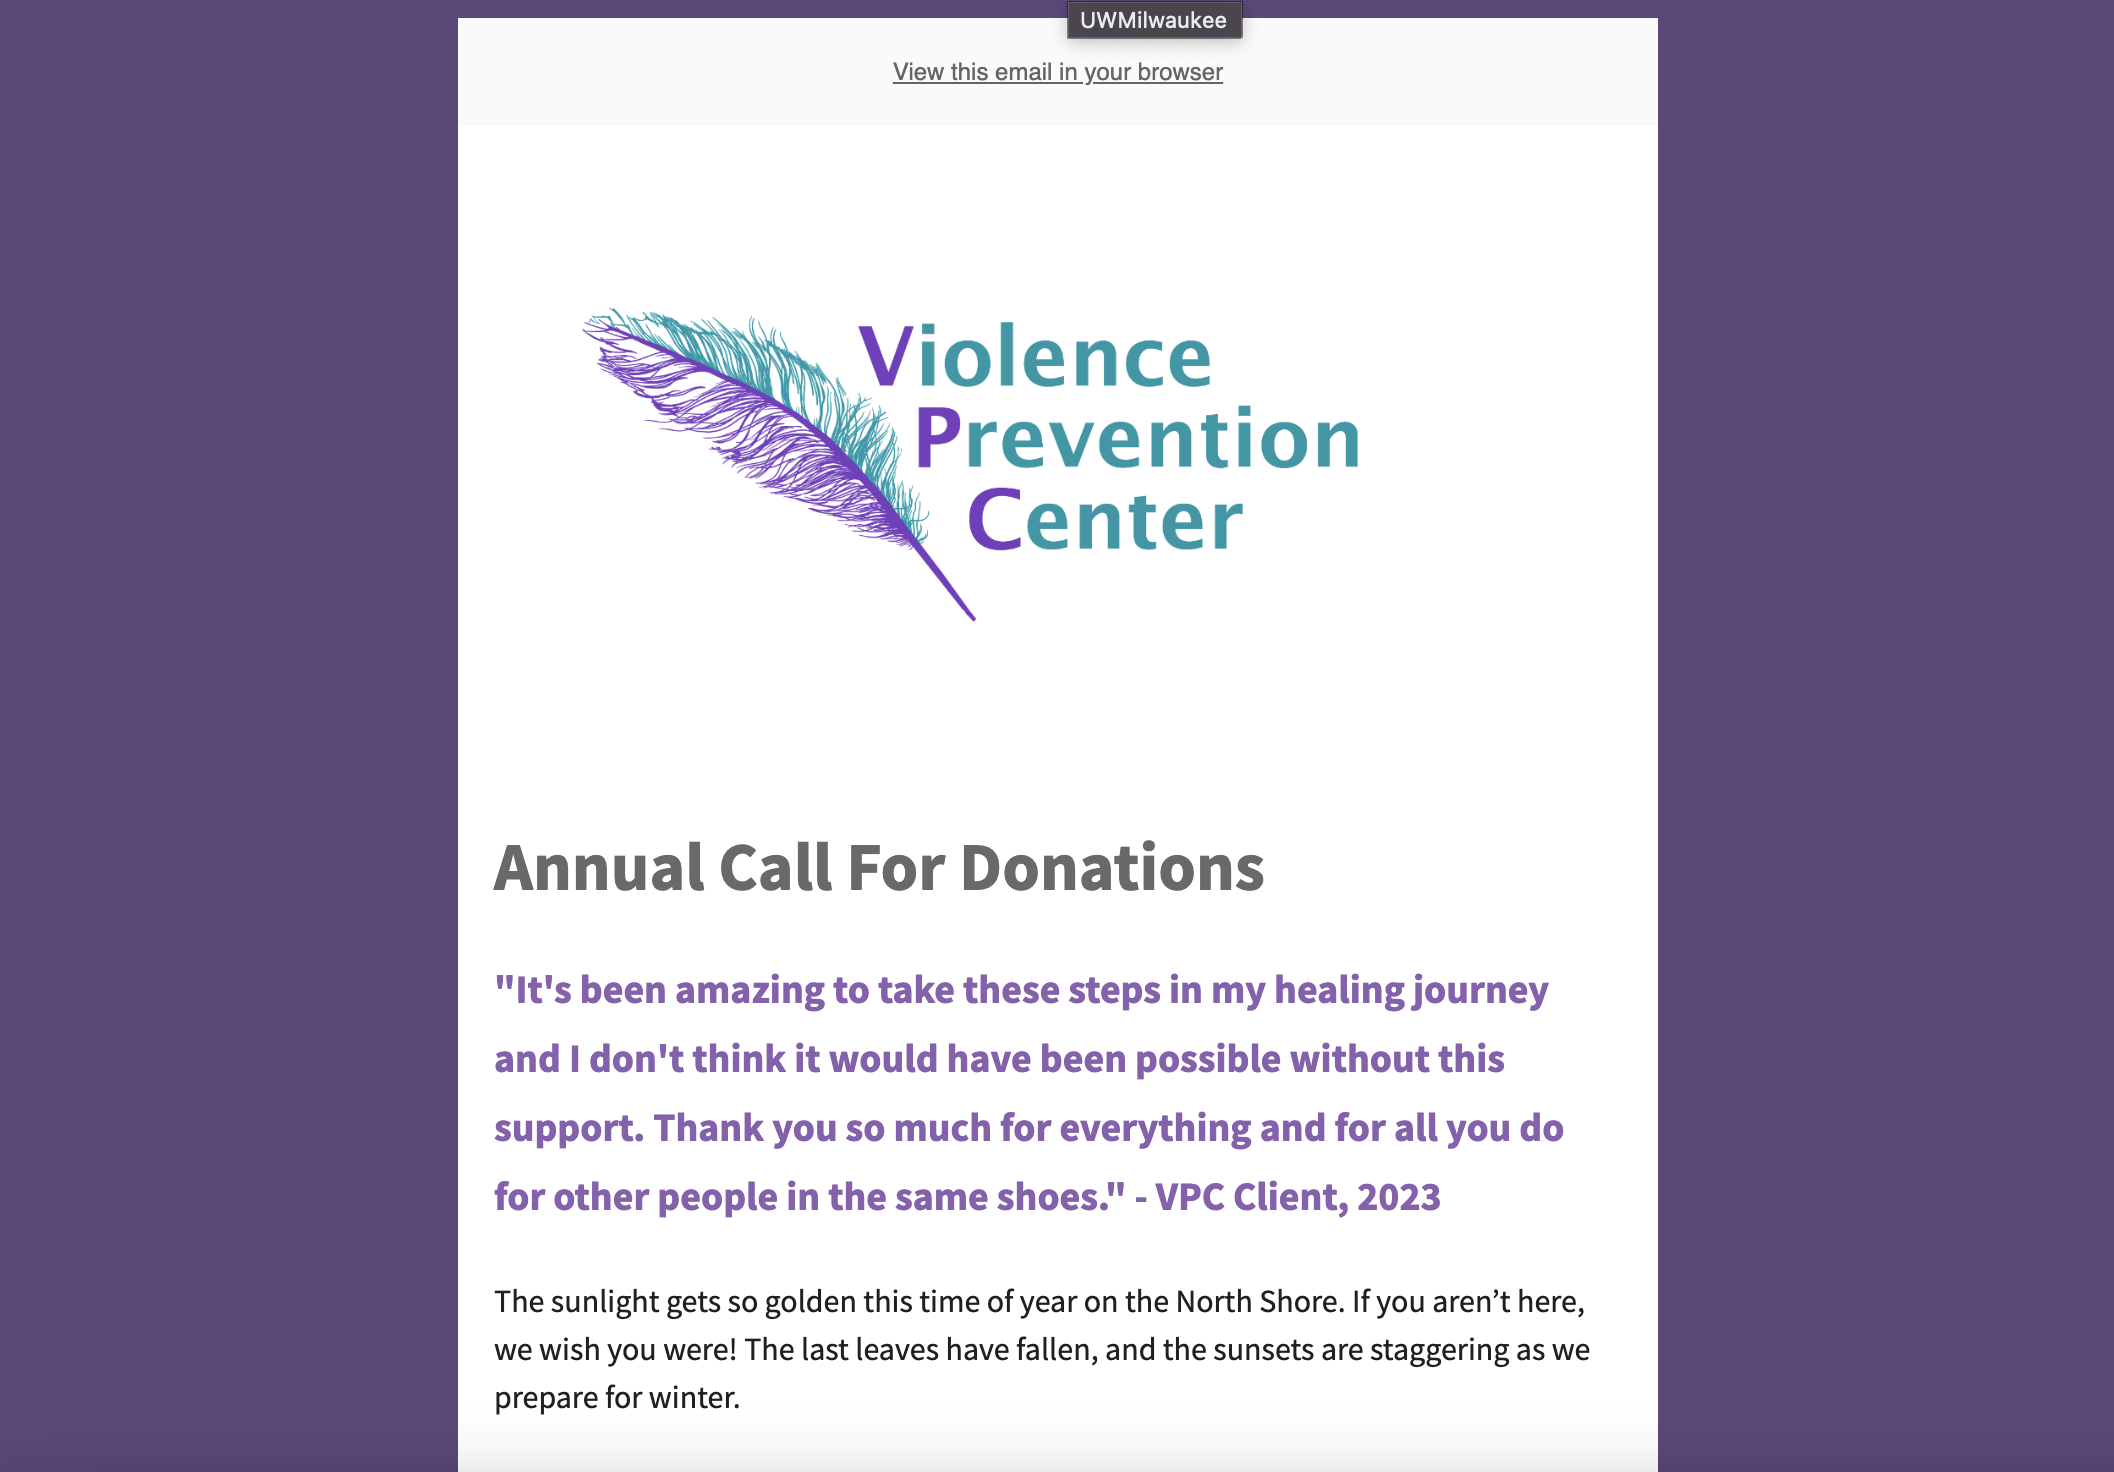 UWMilwaukee
View this email in your browser
Violence
Prevention
Center
Annual Call For Donations
"It's been amazing to take these steps in my healing journey
and I don't think it would have been possible without this
support. Thank you so much for everything and for all you do
for other people in the same shoes." - VPC Client, 2023
The sunlight gets so golden this time of year on the North Shore. If you aren’t here,
we wish you were! The last leaves have fallen, and the sunsets are staggering as we
prepare for winter.